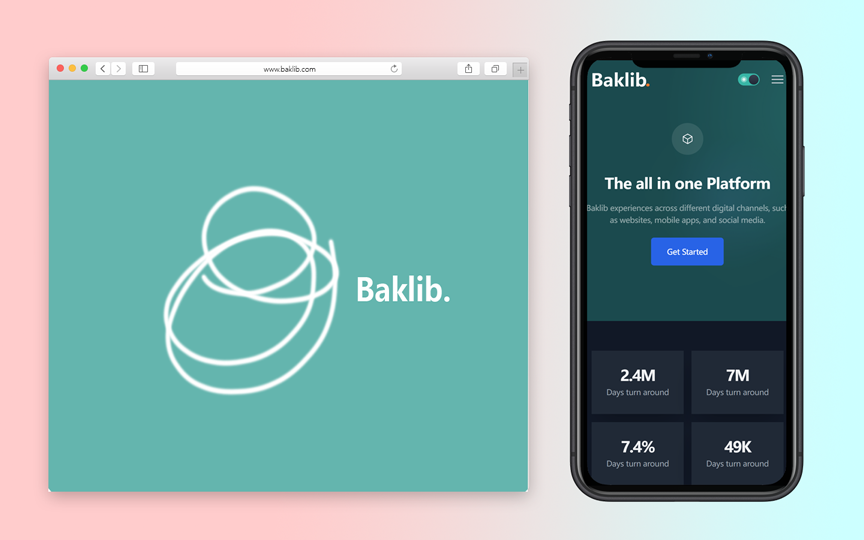 www.baklib.com
Baklib.
Baklib.
The all in one Platform
Baklib experiences across different digital channels, such
as websites, mobile apps, and social media.
Get Started
2.4M
Days turn around
7M
Days turn around
7.4%
Days turn around
49K
Days turn around